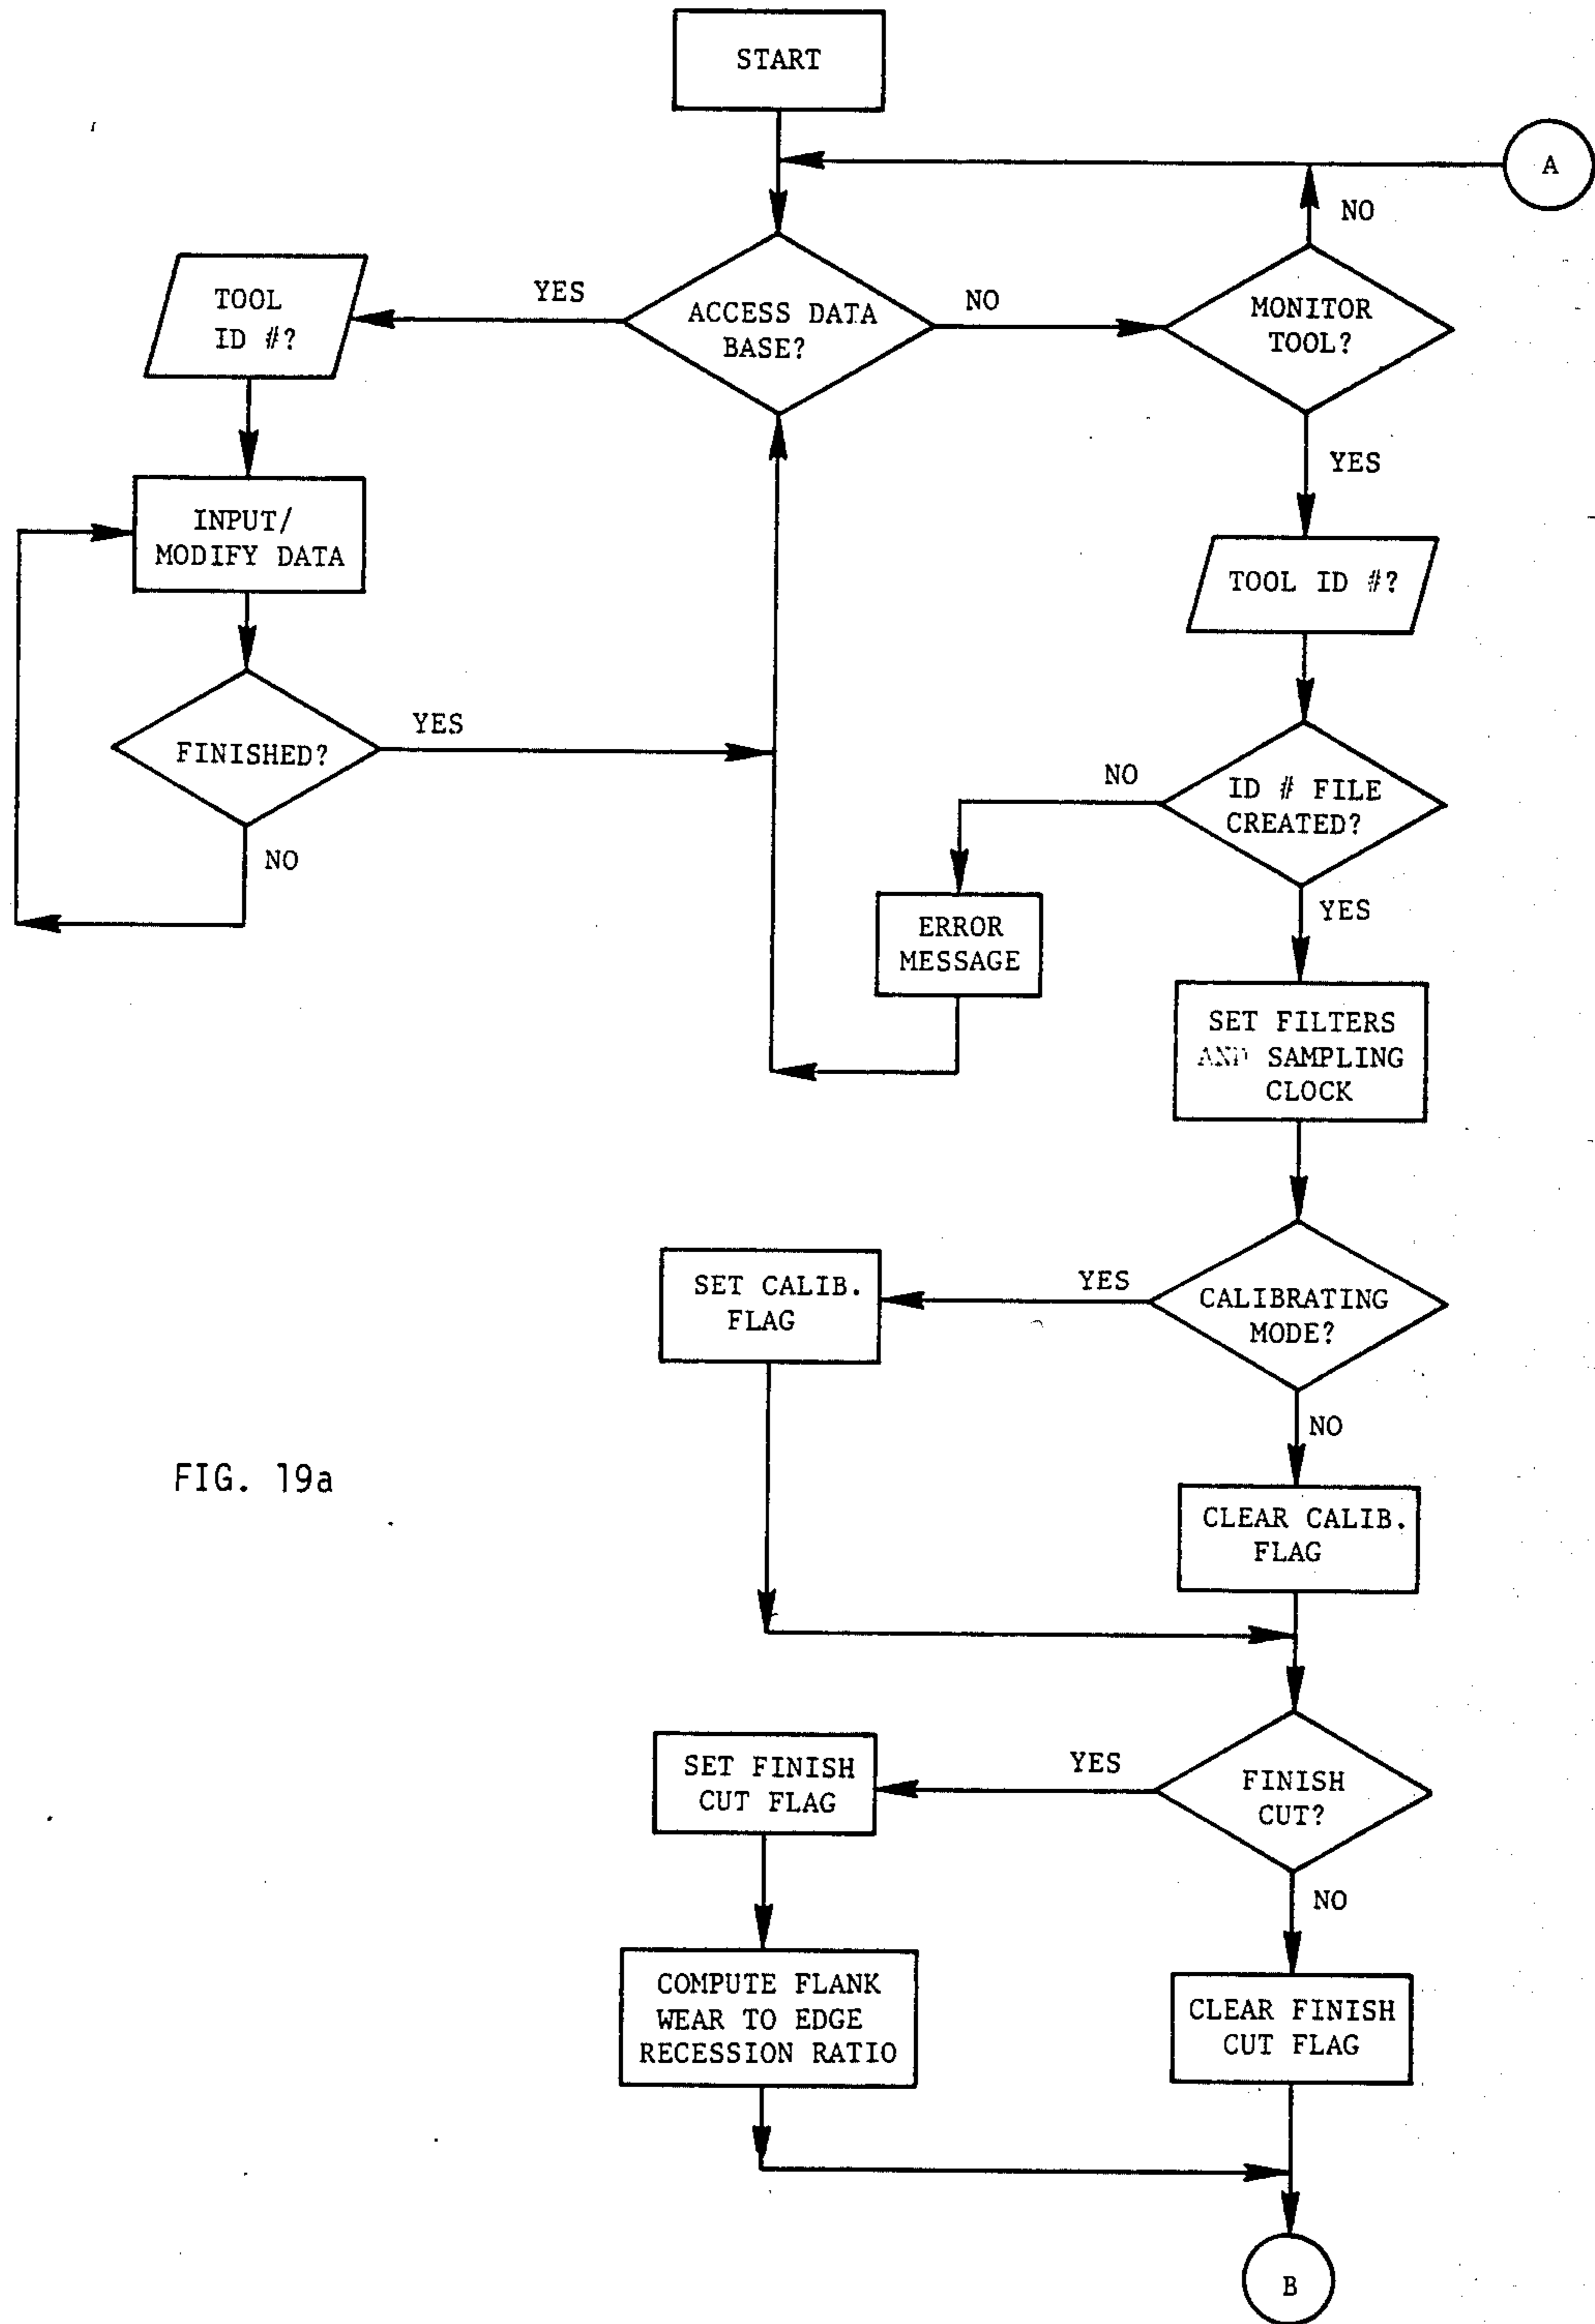 START
A
NO
TOOL
ID #?
YES
ACCESS DATA
BASE?
NO
MONITOR
TOOL?
YES
INPUT/
MODIFY DATA
TOOL ID #?
FINISHED?
YES
NO
NO
ID # FILE
CREATED?
YES
ERROR
MESSAGE
SET FILTERS
AND SAMPLING
CLOCK
SET CALIB.
FLAG
YES
CALIBRATING
MODE?
NO
FIG. 19a
CLEAR CALIB.
FLAG
SET FINISH
CUT FLAG
YES
FINISH
CUT?
NO
COMPUTE FLANK
WEAR TO EDGE
RECESSION RATIO
CLEAR FINISH
CUT FLAG
B